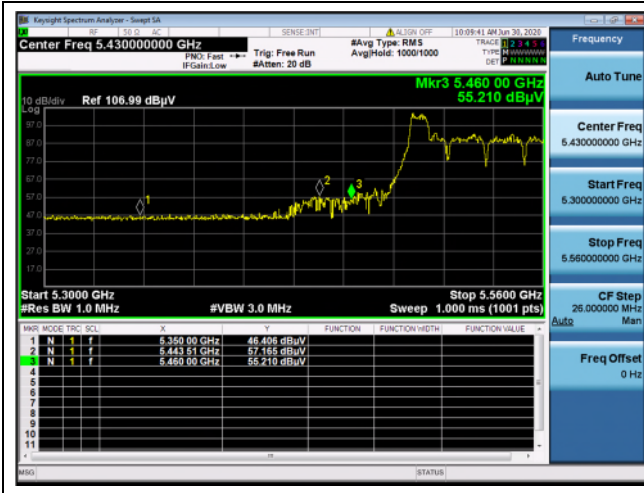 Keysight Spectrum Analyzer - Swept SA
RF 50 Ω AC SENSE:INT ALIGN OFF 10:09:41 AM Jun 30, 2020
Center Freq 5.430000000 GHz
PNO: Fast
IFGain:Low
Trig: Free Run
#Atten: 20 dB
#Avg Type: RMS
Avg|Hold: 1000/1000
TRACE 1 2 3 4 5 6
TYPE M
DET P N N N N N
Mkr3 5.460 00 GHz
55.210 dBµV
10 dB/div Ref 106.99 dBµV
Log
97.0
87.0
77.0
67.0
57.0
47.0
37.0
27.0
17.0
1
2
3
Start 5.3000 GHz Stop 5.5600 GHz
#Res BW 1.0 MHz #VBW 3.0 MHz Sweep 1.000 ms (1001 pts)
MKR MODE TRC SCL X Y FUNCTION FUNCTION WIDTH FUNCTION VALUE
1 N 1 f 5.350 00 GHz 46.406 dBuV
2 N 1 f 5.443 51 GHz 57.165 dBuV
3 N 1 f 5.460 00 GHz 55.210 dBuV
4
5
6
7
8
9
10
11
MSG STATUS
Frequency
Auto Tune
Center Freq
5.430000000 GHz
Start Freq
5.300000000 GHz
Stop Freq
5.560000000 GHz
CF Step
26.000000 MHz
Auto Man
Freq Offset
0 Hz